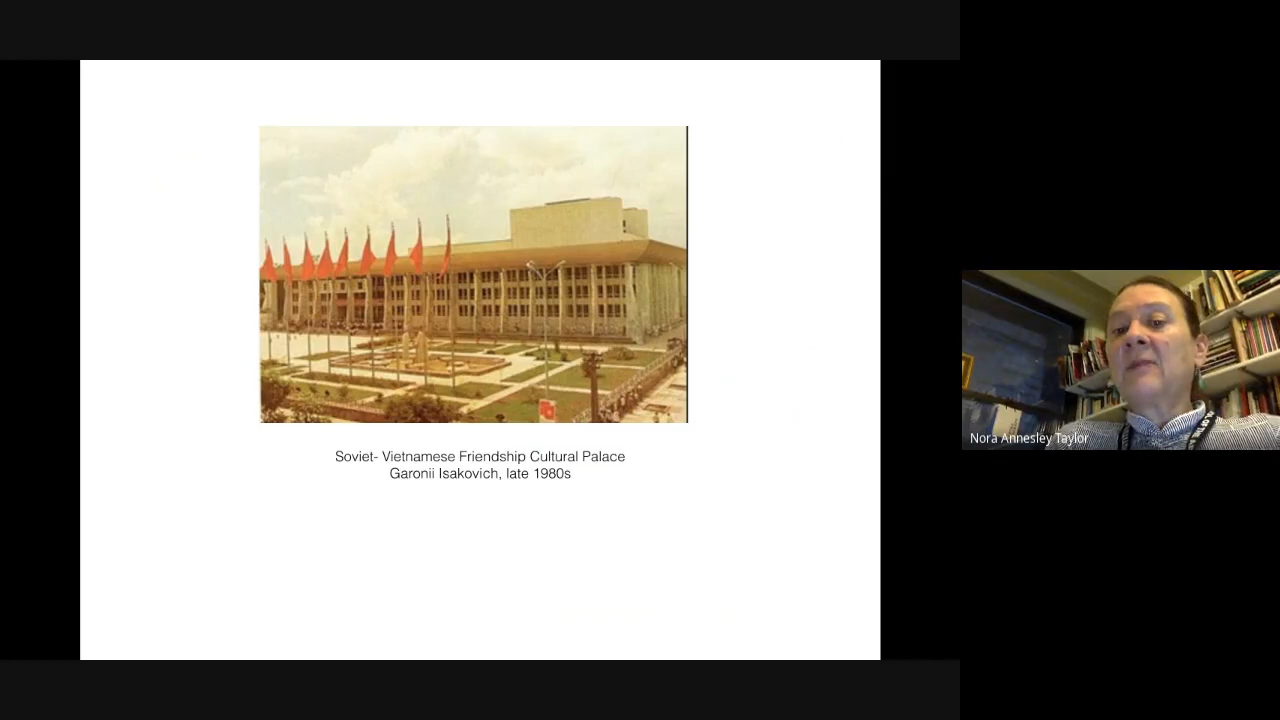 Soviet- Vietnamese Friendship Cultural Palace
Garonii Isakovich, late 1980s
Nora Annesley Taylor